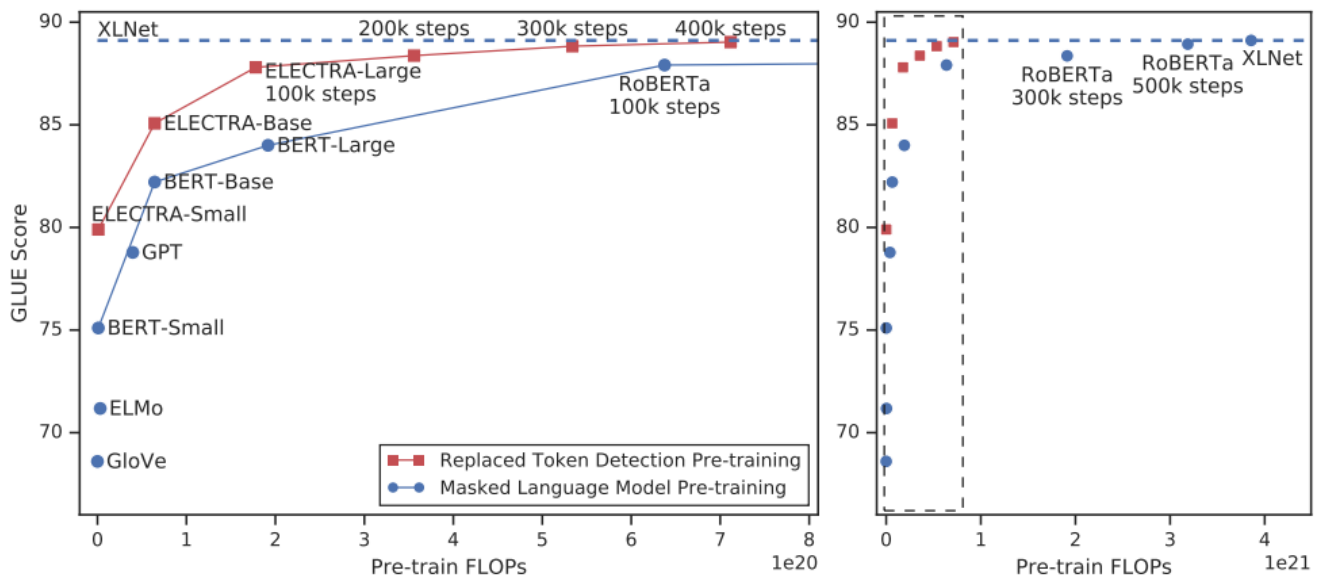 90
85
80
75
70
GLUE Score
XLNet
200k steps
300k steps
400k steps
ELECTRA-Large
100k steps
RoBERTa
100k steps
ELECTRA-Base
BERT-Large
BERT-Base
ELECTRA-Small
GPT
BERT-Small
ELMo
GloVe
Replaced Token Detection Pre-training
Masked Language Model Pre-training
0 1 2 3 4 5 6 7 8
1e20
Pre-train FLOPs
90
85
80
75
70
RoBERTa
300k steps
RoBERTa
500k steps
XLNet
0 1 2 3 4
1e21
Pre-train FLOPs